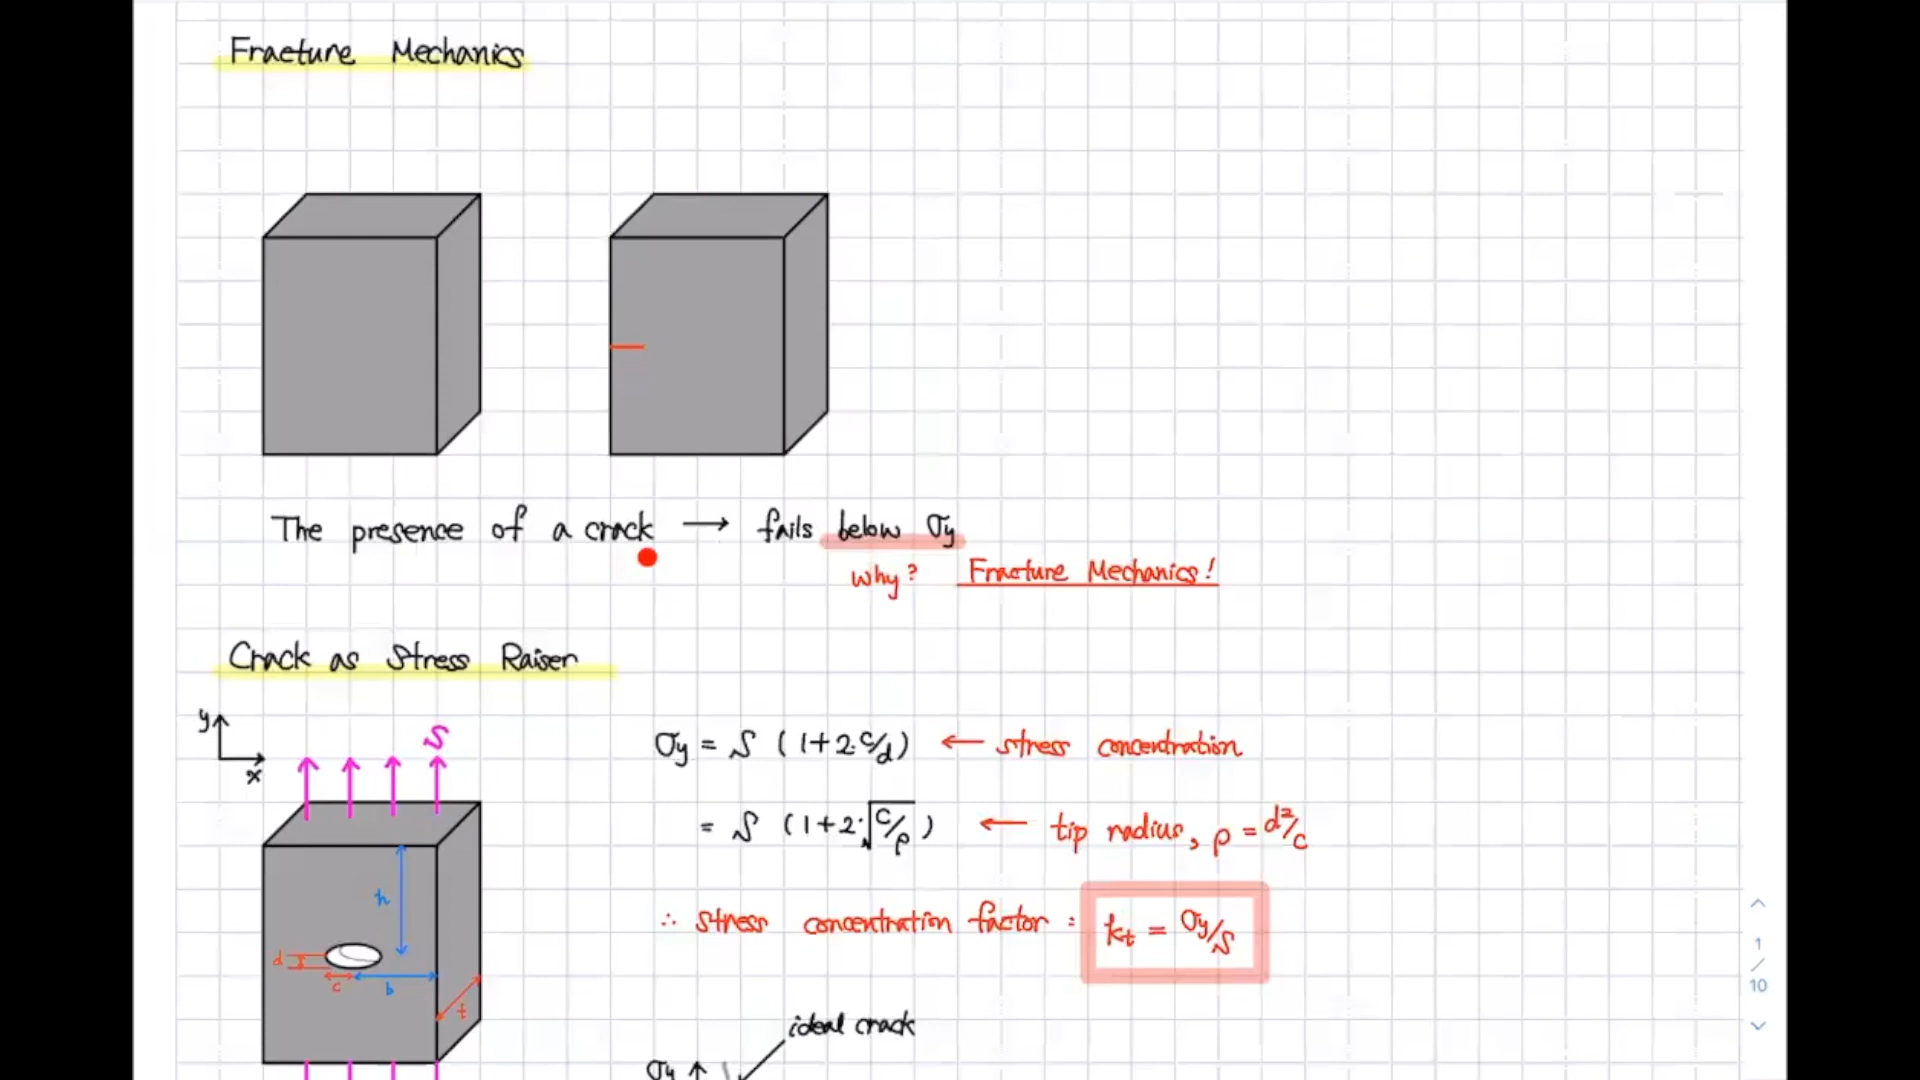 Fracture Mechanics
The presence of a crack → fails below σy
why? Fracture Mechanics!
Crack as Stress Raiser
y
x
S
h
d
c
b
t
σy = S (1+2·c/d) ← stress concentration
= S (1+2·√c/ρ) ← tip radius, ρ = d²/c
∴ stress concentration factor : kt = σy/S
ideal crack
σy ↑
1
/
10